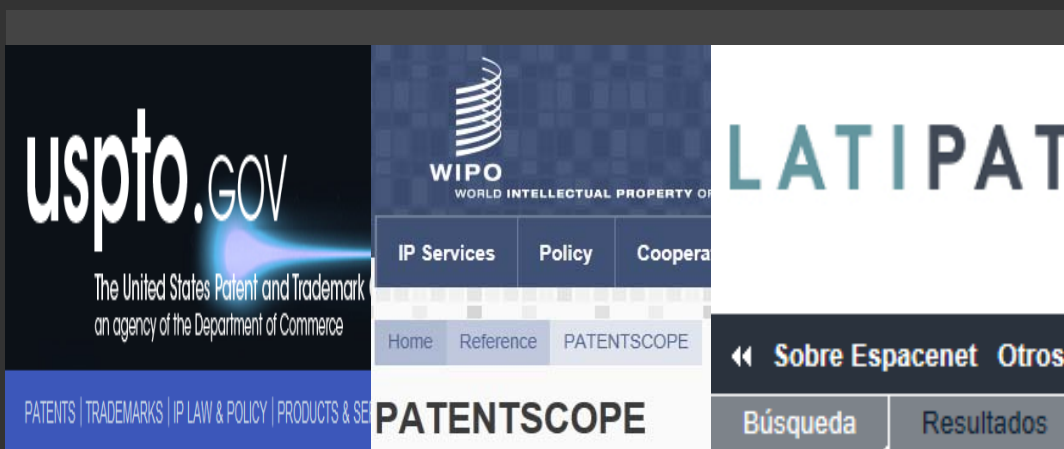 uspto.GOV
The United States Patent and Trademark
an agency of the Department of Commerce
PATENTS | TRADEMARKS | IP LAW & POLICY | PRODUCTS & SE
WIPO
WORLD INTELLECTUAL PROPERTY O
IP Services Policy Coopera
Home Reference PATENTSCOPE
PATENTSCOPE
LATIPAT
Sobre Espacenet Otros
Búsqueda Resultados